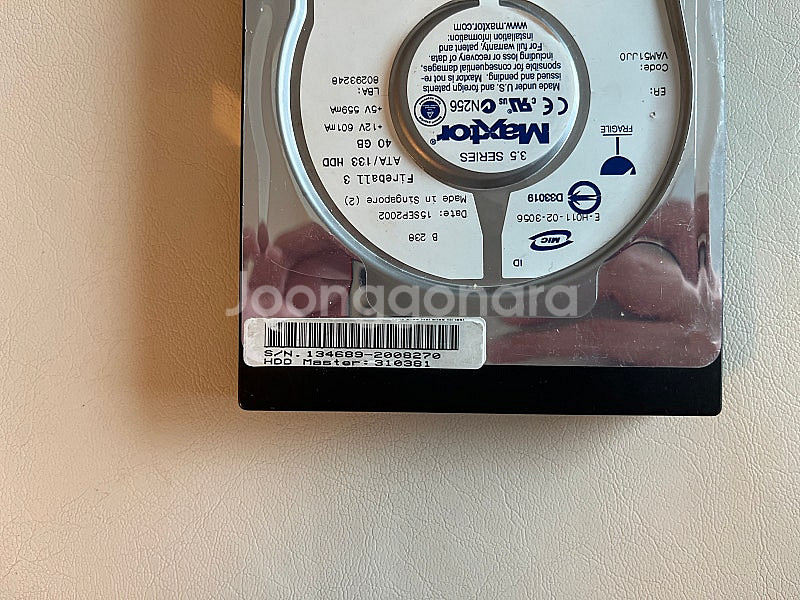 B 238
Date: 15SEP2002
Made in Singapore (2)
Fireball 3
ATA/133 HDD
40 GB
+12V 601mA
+5V 559mA
LBA:
80293248
ID
MIC
E-H011-02-3056
D33019
FRAGILE
ER:
Code:
VAM51JJ0
3.5 SERIES
Maxtor®
CE c UL us N256
Made under U.S. and foreign patents
issued and pending. Maxtor is not re-
sponsible for consequential damages,
including loss or recovery of data.
For full warranty, patent and
installation information:
www.maxtor.com
Joongonara
S/N. 134689-2008270
HDD Master: 310381